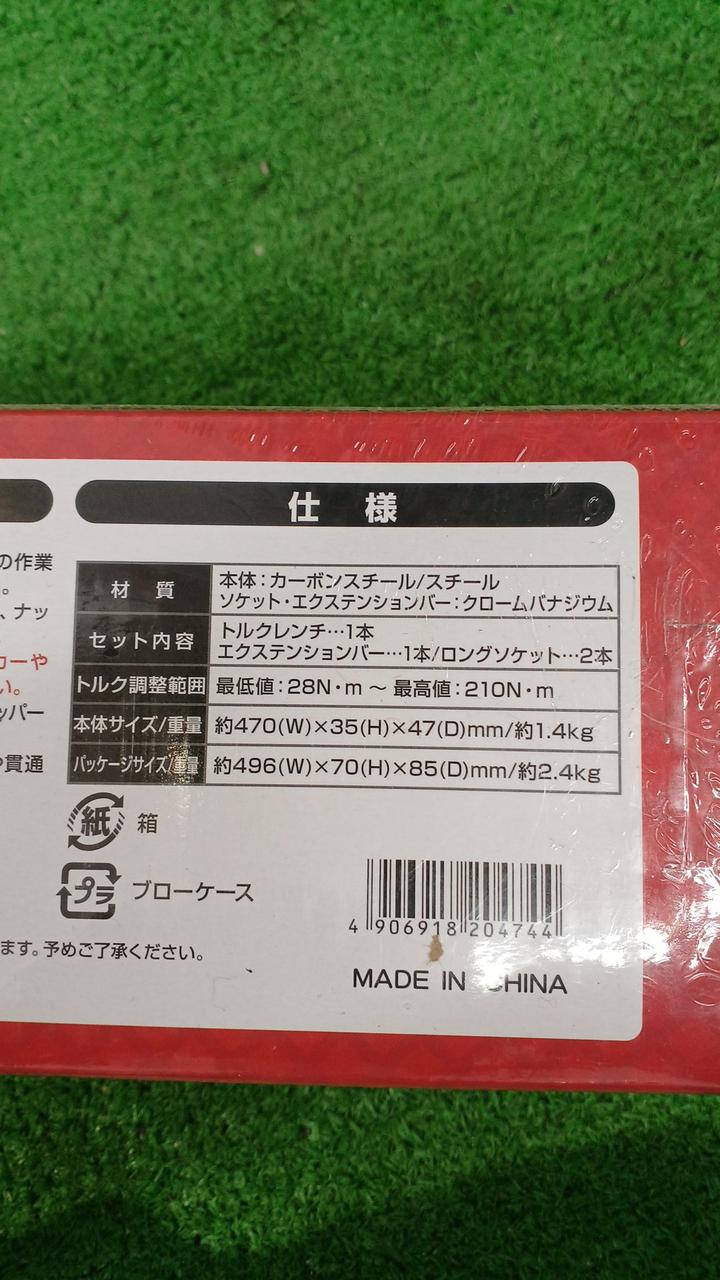 の作業
。
、ナッ
カーや
い。
ッパー
や貫通
ます。予めご了承ください。
仕 様
材 質
本体：カーボンスチール/スチール
ソケット・エクステンションバー：クロームバナジウム
セット内容
トルクレンチ…1本
エクステンションバー…1本/ロングソケット…2本
トルク調整範囲 最低値：28N・m ～ 最高値：210N・m
本体サイズ/重量 約470(W)×35(H)×47(D)mm/約1.4kg
パッケージサイズ/重量 約496(W)×70(H)×85(D)mm/約2.4kg
紙 箱
プラ ブローケース
4 906918 204744
MADE IN CHINA